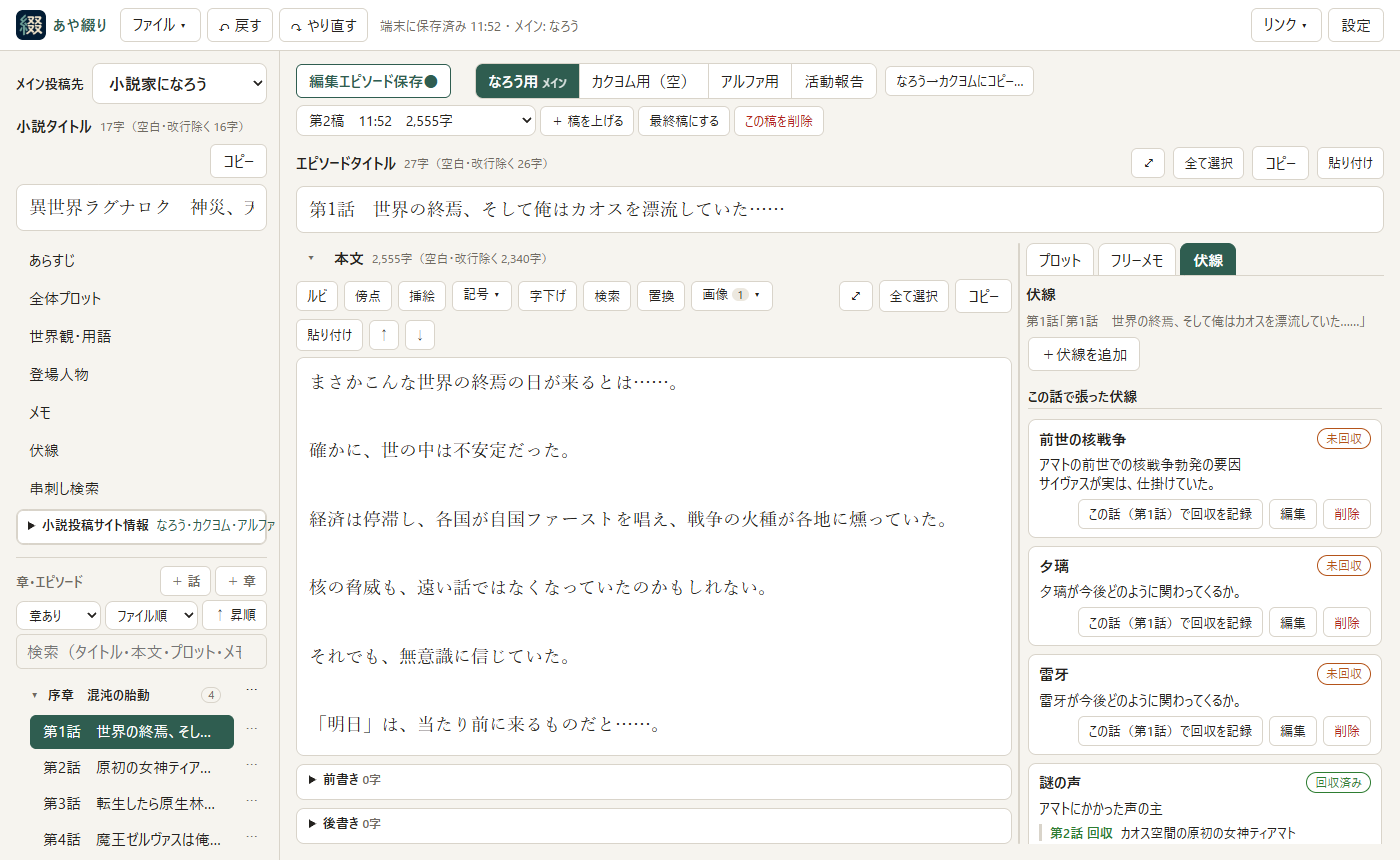 綴 あや綴り ファイル▾ 戻す やり直す 端末に保存済み 11:52・メイン: なろう リンク▾ 設定
メイン投稿先 小説家になろう
小説タイトル 17字（空白・改行除く16字）
コピー
異世界ラグナロク　神災、
あらすじ
全体プロット
世界観・用語
登場人物
メモ
伏線
串刺し検索
▶ 小説投稿サイト情報 なろう・カクヨム・アルファ
章・エピソード ＋ 話 ＋ 章
章あり ファイル順 ↑ 昇順
検索（タイトル・本文・プロット・メモ
▾ 序章　混沌の胎動 4 …
第1話　世界の終焉、そし... …
第2話　原初の女神ティア... …
第3話　転生したら原生林... …
第4話　魔王ゼルヴァスは俺... …
編集エピソード保存● なろう用 メイン カクヨム用（空） アルファ用 活動報告 なろう→カクヨムにコピー...
第2稿　11:52　2,555字 ＋ 稿を上げる 最終稿にする この稿を削除
エピソードタイトル 27字（空白・改行除く26字） ⤢ 全て選択 コピー 貼り付け
第1話　世界の終焉、そして俺はカオスを漂流していた……
▾ 本文 2,555字（空白・改行除く2,340字）
ルビ 傍点 挿絵 記号▾ 字下げ 検索 置換 画像 1 ▾ ⤢ 全て選択 コピー
貼り付け ↑ ↓
まさかこんな世界の終焉の日が来るとは……。
確かに、世の中は不安定だった。
経済は停滞し、各国が自国ファーストを唱え、戦争の火種が各地に燻っていた。
核の脅威も、遠い話ではなくなっていたのかもしれない。
それでも、無意識に信じていた。
「明日」は、当たり前に来るものだと……。
▶ 前書き 0字
▶ 後書き 0字
プロット フリーメモ 伏線
伏線
第1話「第1話　世界の終焉、そして俺はカオスを漂流していた……」
＋伏線を追加
この話で張った伏線
前世の核戦争 未回収
アマトの前世での核戦争勃発の要因
サイヴァスが実は、仕掛けていた。
この話（第1話）で回収を記録 編集 削除
夕璃 未回収
夕璃が今後どのように関わってくるか。
この話（第1話）で回収を記録 編集 削除
雷牙 未回収
雷牙が今後どのように関わってくるか。
この話（第1話）で回収を記録 編集 削除
謎の声 回収済み
アマトにかかった声の主
第2話 回収 カオス空間の原初の女神ティアマト